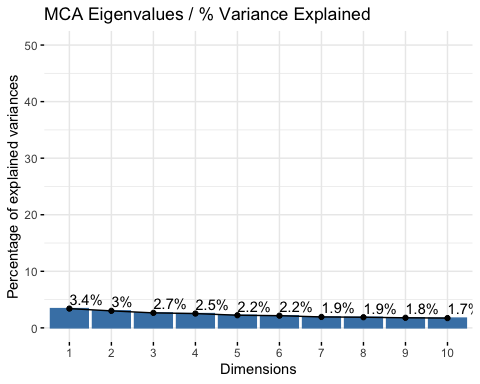 MCA Eigenvalues / % Variance Explained
50
40
30
20
10
0
Percentage of explained variances
3.4% 3% 2.7% 2.5% 2.2% 2.2% 1.9% 1.9% 1.8% 1.7%
1 2 3 4 5 6 7 8 9 10
Dimensions